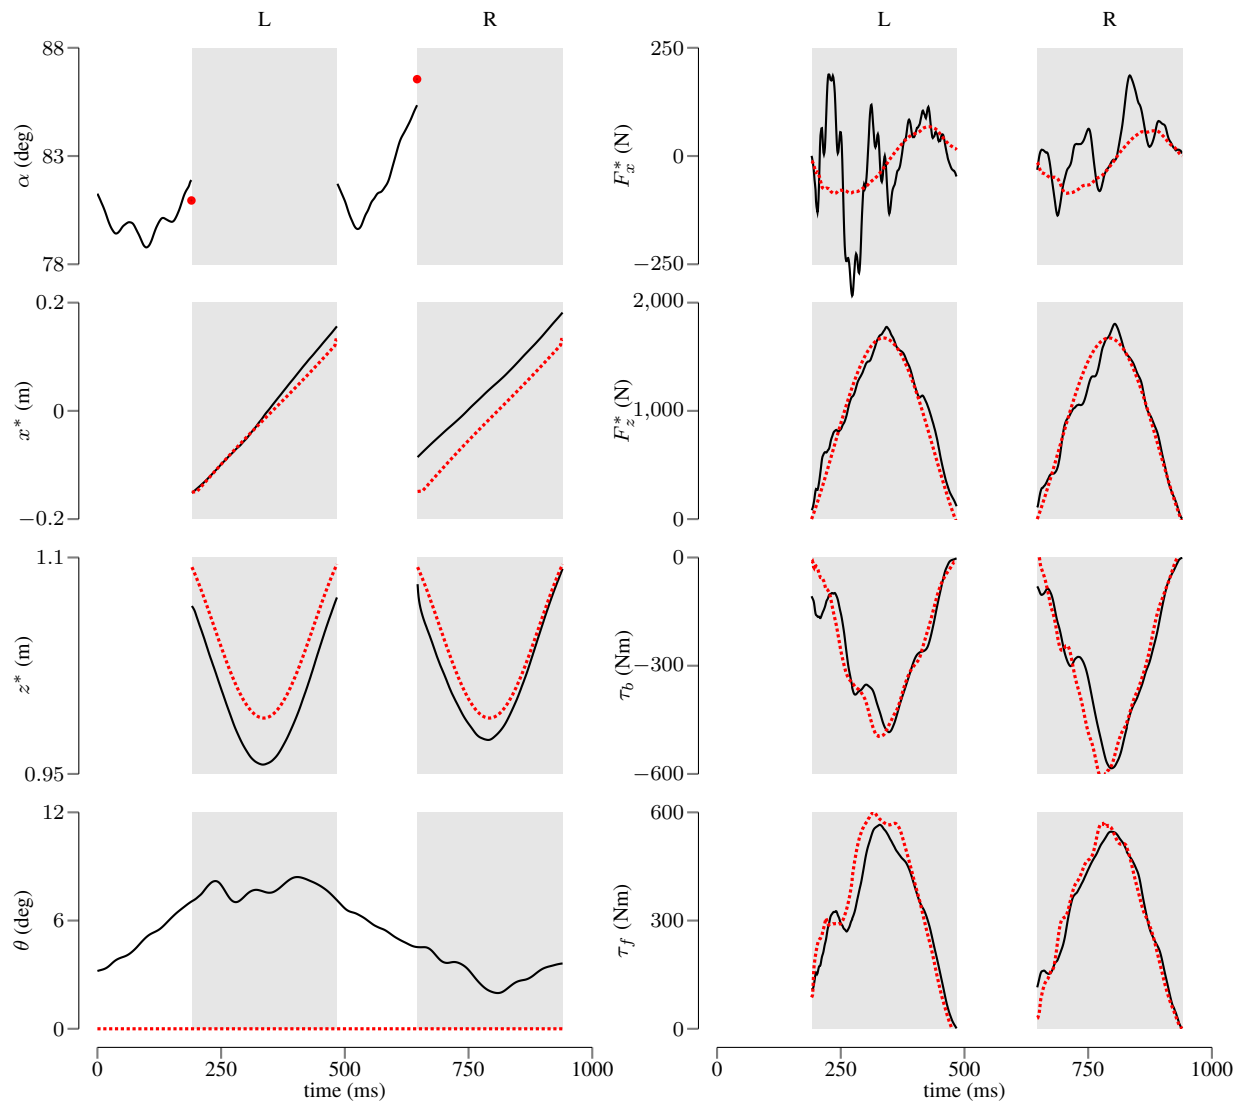 L
R
88
83
78
α (deg)
0.2
0
−0.2
x* (m)
1.1
0.95
z* (m)
12
6
0
θ (deg)
0
250
500
750
1000
time (ms)
L
R
250
0
−250
F*x (N)
2,000
1,000
0
F*z (N)
0
−300
−600
τb (Nm)
600
300
0
τf (Nm)
0
250
500
750
1000
time (ms)